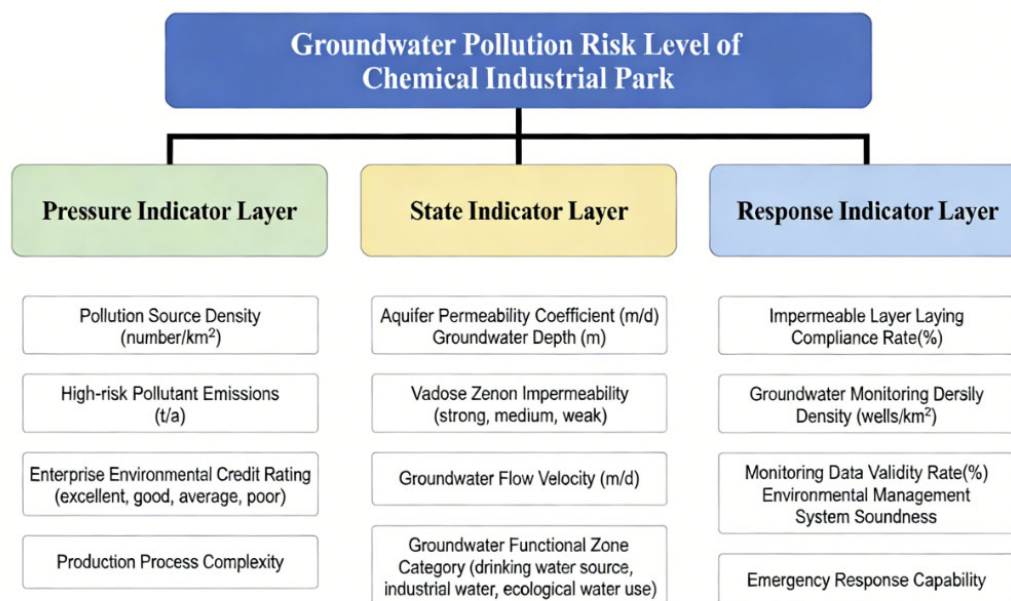 Groundwater Pollution Risk Level of
Chemical Industrial Park
Pressure Indicator Layer
State Indicator Layer
Response Indicator Layer
Pollution Source Density
(number/km²)
High-risk Pollutant Emissions
(t/a)
Enterprise Environmental Credit Rating
(excellent, good, average, poor)
Production Process Complexity
Aquifer Permeability Coefficient (m/d)
Groundwater Depth (m)
Vadose Zenon Impermeability
(strong, medium, weak)
Groundwater Flow Velocity (m/d)
Groundwater Functional Zone
Category (drinking water source,
industrial water, ecological water use)
Impermeable Layer Laying
Compliance Rate(%)
Groundwater Monitoring Dersily
Density (wells/km²)
Monitoring Data Validity Rate(%)
Environmental Management
System Soundness
Emergency Response Capability